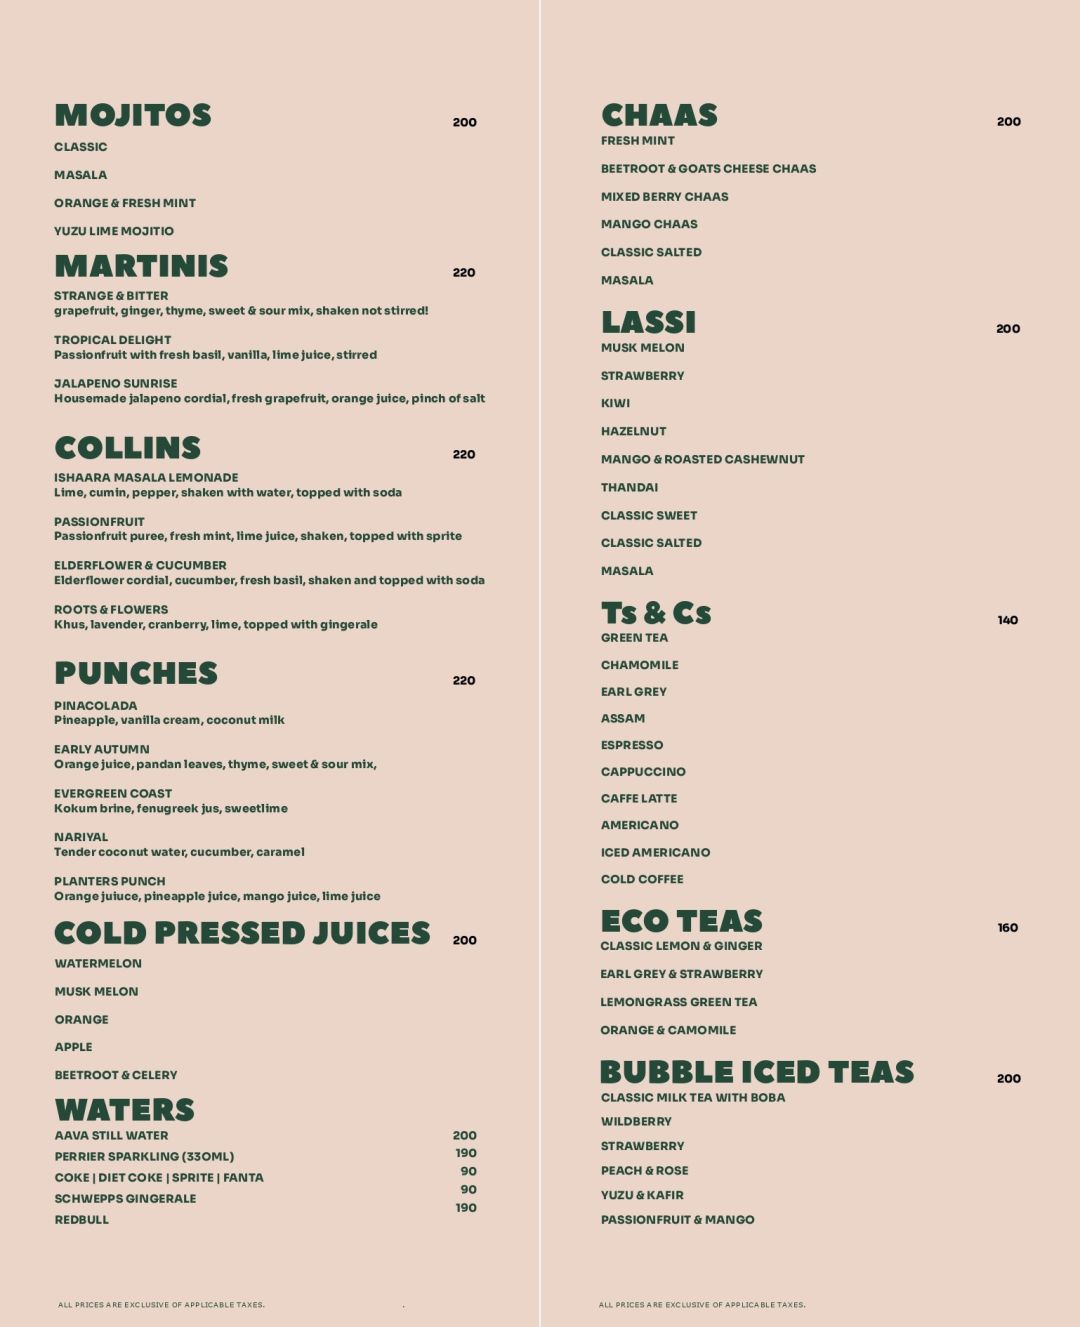 MOJITOS 200
CLASSIC
MASALA
ORANGE & FRESH MINT
YUZU LIME MOJITIO
MARTINIS 220
STRANGE & BITTER
grapefruit, ginger, thyme, sweet & sour mix, shaken not stirred!
TROPICAL DELIGHT
Passionfruit with fresh basil, vanilla, lime juice, stirred
JALAPENO SUNRISE
Housemade jalapeno cordial, fresh grapefruit, orange juice, pinch of salt
COLLINS 220
ISHAARA MASALA LEMONADE
Lime, cumin, pepper, shaken with water, topped with soda
PASSIONFRUIT
Passionfruit puree, fresh mint, lime juice, shaken, topped with sprite
ELDERFLOWER & CUCUMBER
Elderflower cordial, cucumber, fresh basil, shaken and topped with soda
ROOTS & FLOWERS
Khus, lavender, cranberry, lime, topped with gingerale
PUNCHES 220
PINACOLADA
Pineapple, vanilla cream, coconut milk
EARLY AUTUMN
Orange juice, pandan leaves, thyme, sweet & sour mix,
EVERGREEN COAST
Kokum brine, fenugreek jus, sweetlime
NARIYAL
Tender coconut water, cucumber, caramel
PLANTERS PUNCH
Orange juiuce, pineapple juice, mango juice, lime juice
COLD PRESSED JUICES 200
WATERMELON
MUSK MELON
ORANGE
APPLE
BEETROOT & CELERY
WATERS
AAVA STILL WATER 200
PERRIER SPARKLING (330ML) 190
COKE | DIET COKE | SPRITE | FANTA 90
SCHWEPPS GINGERALE 90
REDBULL 190
ALL PRICES ARE EXCLUSIVE OF APPLICABLE TAXES. .
CHAAS 200
FRESH MINT
BEETROOT & GOATS CHEESE CHAAS
MIXED BERRY CHAAS
MANGO CHAAS
CLASSIC SALTED
MASALA
LASSI 200
MUSK MELON
STRAWBERRY
KIWI
HAZELNUT
MANGO & ROASTED CASHEWNUT
THANDAI
CLASSIC SWEET
CLASSIC SALTED
MASALA
Ts & Cs 140
GREEN TEA
CHAMOMILE
EARL GREY
ASSAM
ESPRESSO
CAPPUCCINO
CAFFE LATTE
AMERICANO
ICED AMERICANO
COLD COFFEE
ECO TEAS 160
CLASSIC LEMON & GINGER
EARL GREY & STRAWBERRY
LEMONGRASS GREEN TEA
ORANGE & CAMOMILE
BUBBLE ICED TEAS 200
CLASSIC MILK TEA WITH BOBA
WILDBERRY
STRAWBERRY
PEACH & ROSE
YUZU & KAFIR
PASSIONFRUIT & MANGO
ALL PRICES ARE EXCLUSIVE OF APPLICABLE TAXES.